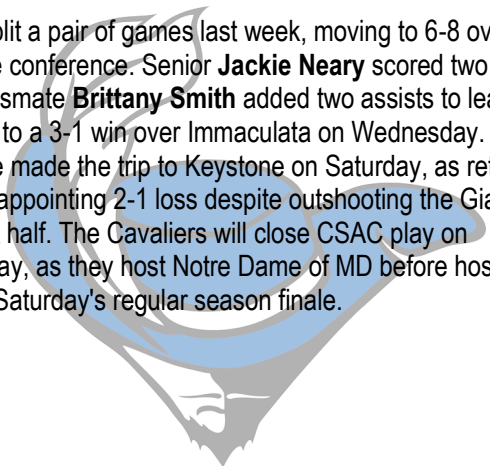 split a pair of games last week, moving to 6-8 ov
conference. Senior Jackie Neary scored two
smate Brittany Smith added two assists to lea
to a 3-1 win over Immaculata on Wednesday.
made the trip to Keystone on Saturday, as ref
appointing 2-1 loss despite outshooting the Gia
half. The Cavaliers will close CSAC play on
ay, as they host Notre Dame of MD before hos
Saturday's regular season finale.